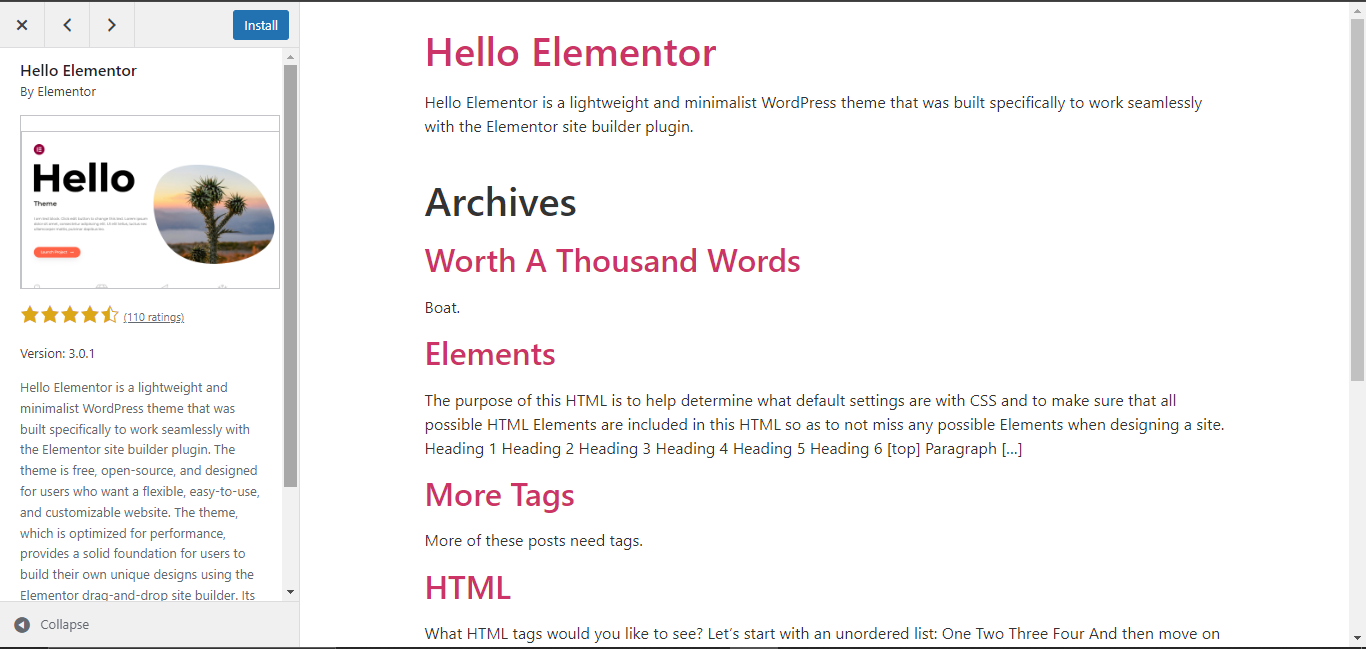 Install
Hello Elementor
By Elementor
Hello
Theme
(110 ratings)
Version: 3.0.1
Hello Elementor is a lightweight and
minimalist WordPress theme that was
built specifically to work seamlessly with
the Elementor site builder plugin. The
theme is free, open-source, and designed
for users who want a flexible, easy-to-use,
and customizable website. The theme,
which is optimized for performance,
provides a solid foundation for users to
build their own unique designs using the
Elementor drag-and-drop site builder. Its
Collapse
Hello Elementor
Hello Elementor is a lightweight and minimalist WordPress theme that was built specifically to work seamlessly
with the Elementor site builder plugin.
Archives
Worth A Thousand Words
Boat.
Elements
The purpose of this HTML is to help determine what default settings are with CSS and to make sure that all
possible HTML Elements are included in this HTML so as to not miss any possible Elements when designing a site.
Heading 1 Heading 2 Heading 3 Heading 4 Heading 5 Heading 6 [top] Paragraph […]
More Tags
More of these posts need tags.
HTML
What HTML tags would you like to see? Let’s start with an unordered list: One Two Three Four And then move on